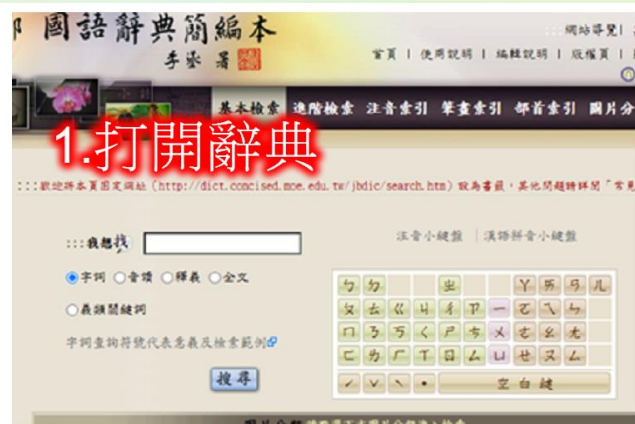 國語辭典簡編本
李鍌 署
網站導覽|
首頁 | 使用說明 | 編輯說明 | 版權頁 |
基本檢索 進階檢索 注音索引 筆畫索引 部首索引 圖片分
1.打開辭典
:::歡迎將本頁固定網址(http://dict.concised.moe.edu.tw/jbdic/search.htm)設為書籤,其他問題請詳閱「常見
:::我想找
注音小鍵盤 | 漢語拼音小鍵盤
字詞 音讀 釋義 全文
義類關鍵詞
字詞查詢符號代表意義及檢索範例
搜尋
ㄅ ㄉ ㄓ ㄚ ㄞ ㄢ ㄦ
ㄆ ㄊ ㄍ ㄐ ㄔ ㄗ ㄧ ㄛ ㄟ ㄣ
ㄇ ㄋ ㄎ ㄑ ㄕ ㄘ ㄨ ㄜ ㄠ ㄤ
ㄈ ㄌ ㄏ ㄒ ㄖ ㄙ ㄩ ㄝ ㄡ ㄥ
ˊ ˇ ˋ ˙ 空白鍵